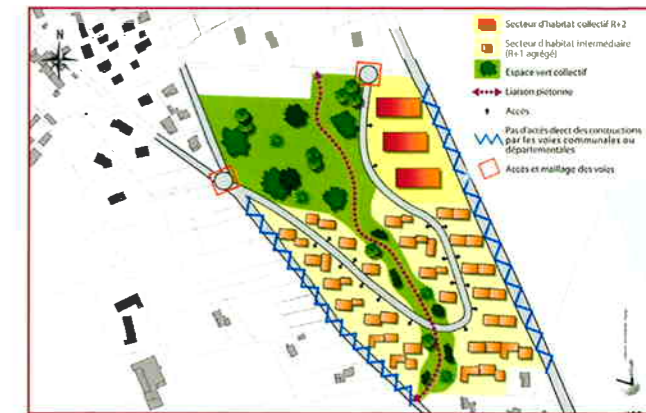 Secteur d'habitat collectif R+2
Secteur d habitat intermédiaire
(R+1 agrégé)
Espace vert collectif
Liaison piétonne
Accès
Pas d'accès direct des constructions
par les voies communales ou
départementales
Accès et maillage des voies
N